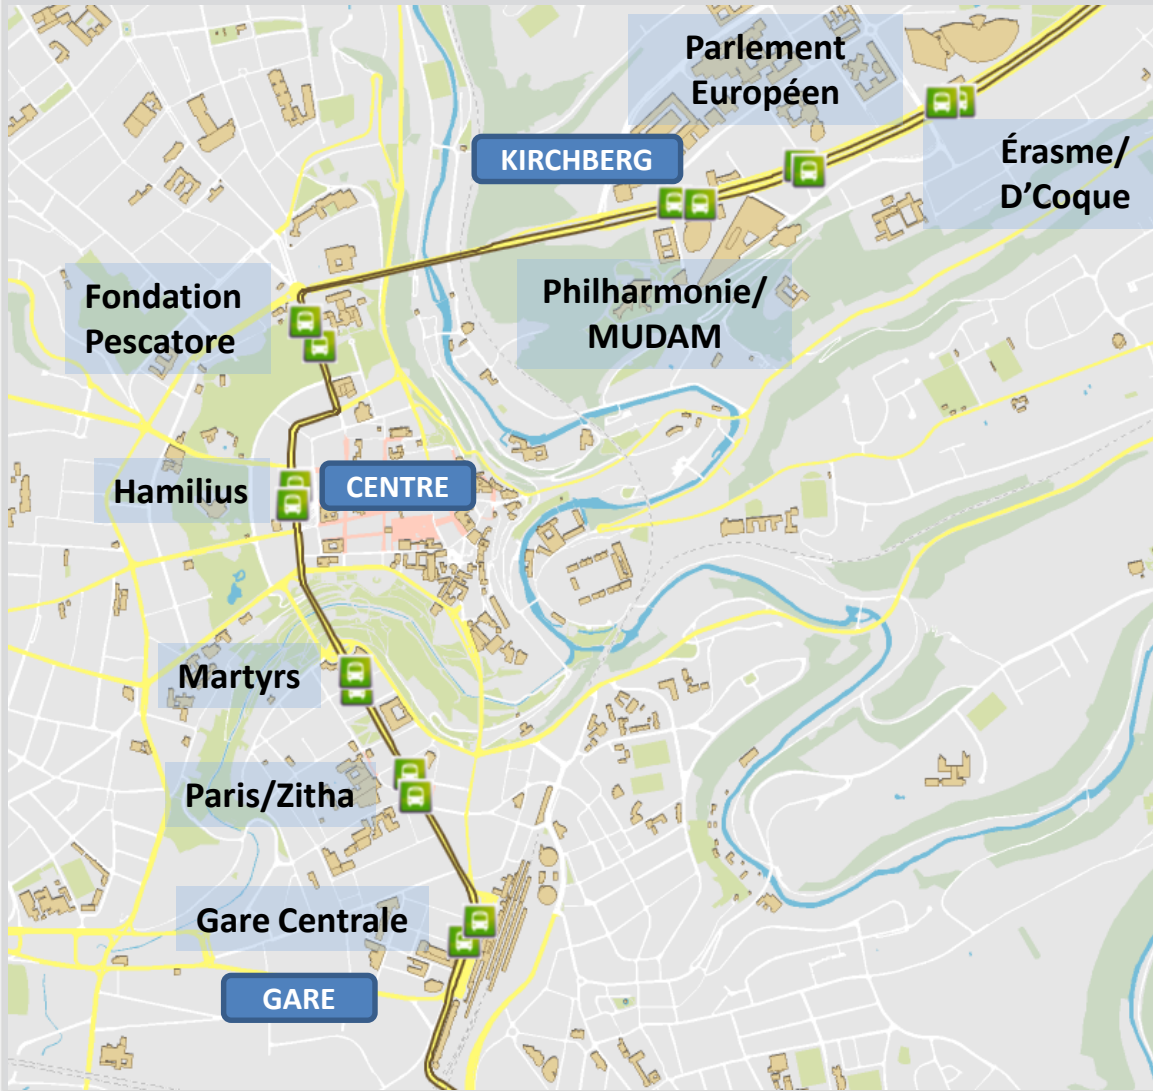 Parlement
Européen
KIRCHBERG
Érasme/
D’Coque
Fondation
Pescatore
Philharmonie/
MUDAM
Hamilius
CENTRE
Martyrs
Paris/Zitha
Gare Centrale
GARE